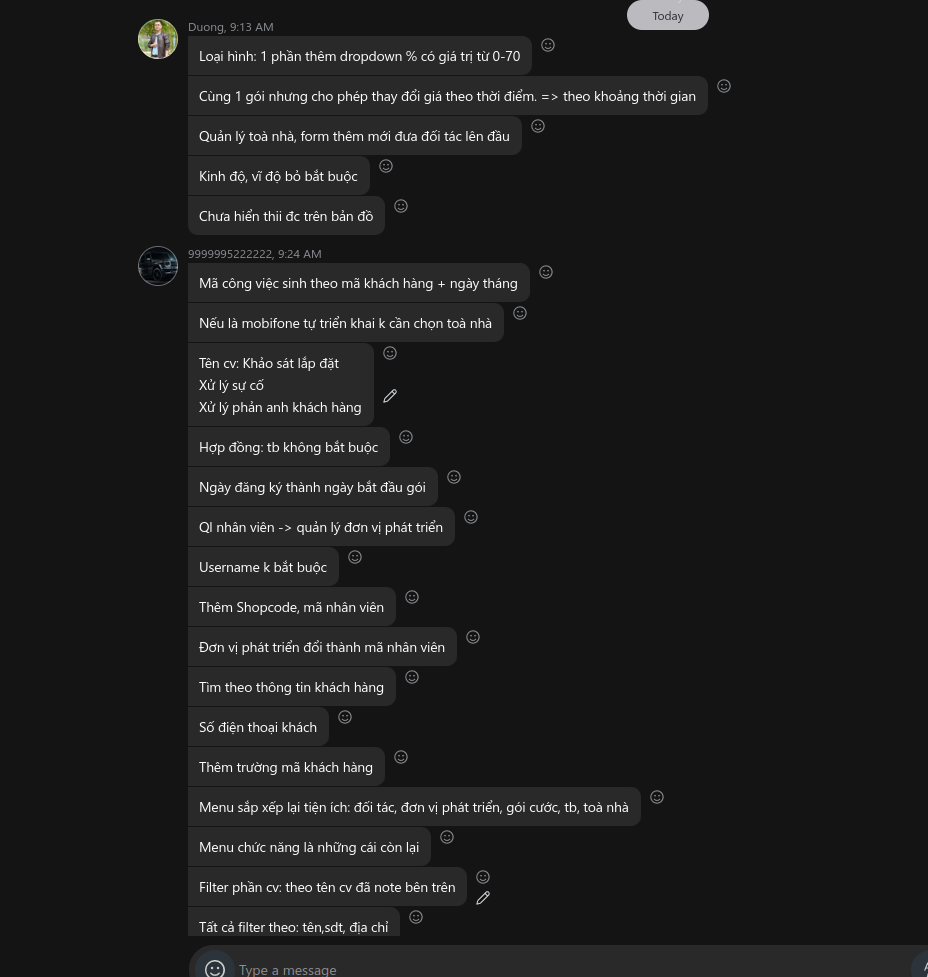 Today
Duong, 9:13 AM
Loại hình: 1 phần thêm dropdown % có giá trị từ 0-70
Cùng 1 gói nhưng cho phép thay đổi giá theo thời điểm. => theo khoảng thời gian
Quản lý toà nhà, form thêm mới đưa đối tác lên đầu
Kinh độ, vĩ độ bỏ bắt buộc
Chưa hiển thii đc trên bản đồ
9999995222222, 9:24 AM
Mã công việc sinh theo mã khách hàng + ngày tháng
Nếu là mobifone tự triển khai k cần chọn toà nhà
Tên cv: Khảo sát lắp đặt
Xử lý sự cố
Xử lý phản anh khách hàng
Hợp đồng: tb không bắt buộc
Ngày đăng ký thành ngày bắt đầu gói
Ql nhân viên -> quản lý đơn vị phát triển
Username k bắt buộc
Thêm Shopcode, mã nhân viên
Đơn vị phát triển đổi thành mã nhân viên
Tìm theo thông tin khách hàng
Số điện thoại khách
Thêm trường mã khách hàng
Menu sắp xếp lại tiện ích: đối tác, đơn vị phát triển, gói cước, tb, toà nhà
Menu chức năng là những cái còn lại
Filter phần cv: theo tên cv đã note bên trên
Tất cả filter theo: tên,sdt, địa chỉ
Type a message